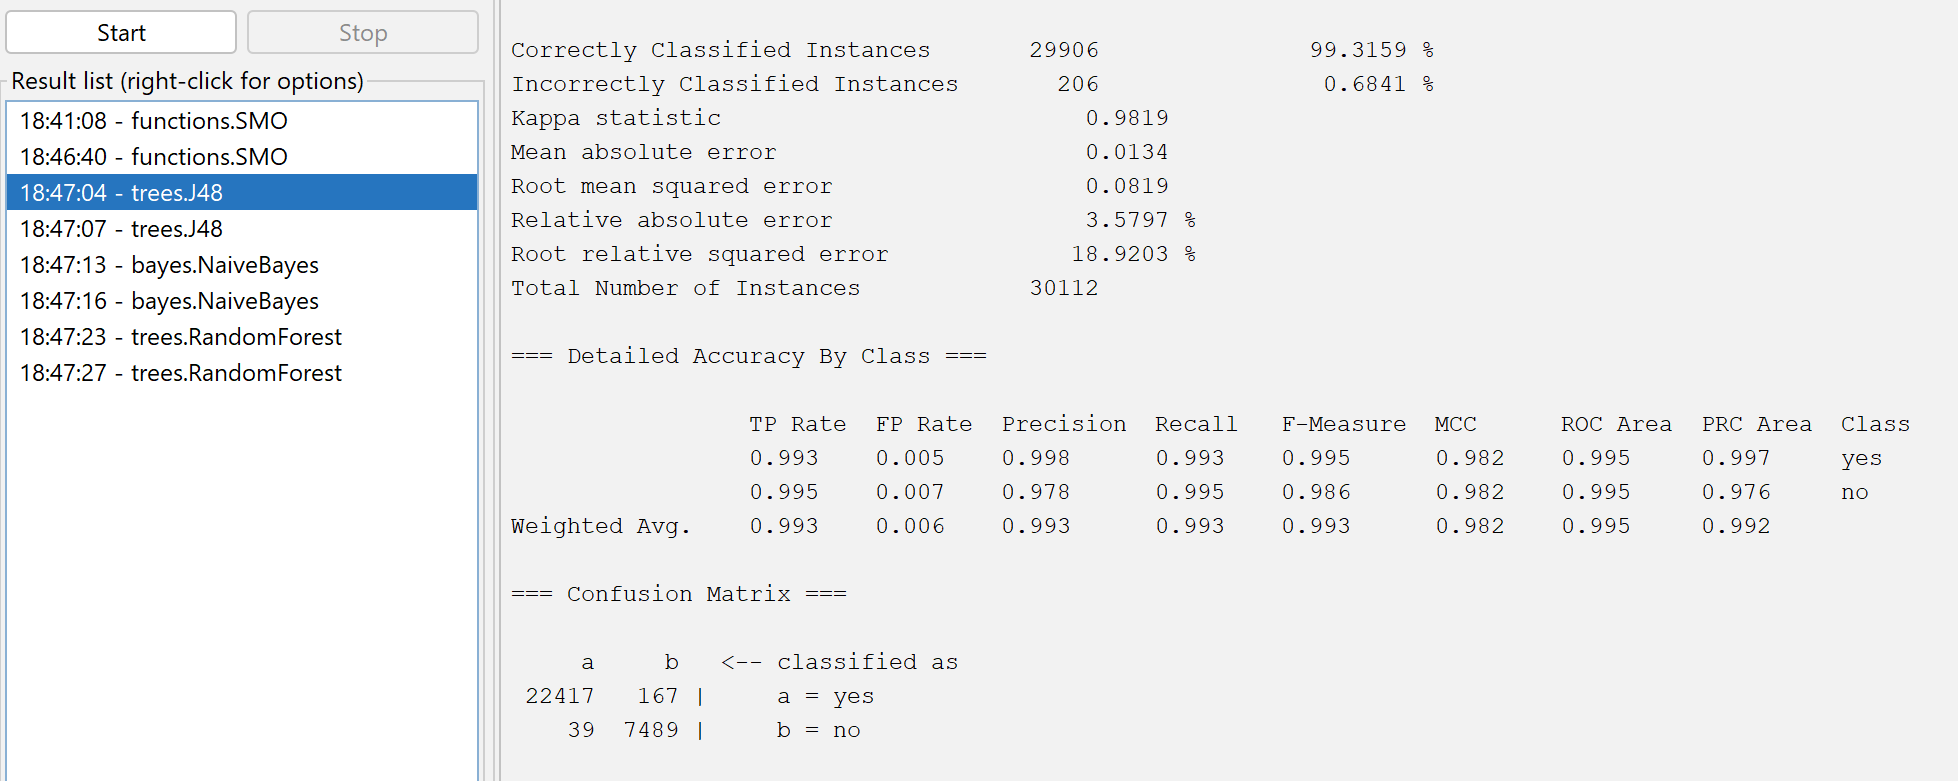 Start
Stop
Result list (right-click for options)
18:41:08 - functions.SMO
18:46:40 - functions.SMO
18:47:04 - trees.J48
18:47:07 - trees.J48
18:47:13 - bayes.NaiveBayes
18:47:16 - bayes.NaiveBayes
18:47:23 - trees.RandomForest
18:47:27 - trees.RandomForest
Correctly Classified Instances 29906 99.3159 %
Incorrectly Classified Instances 206 0.6841 %
Kappa statistic 0.9819
Mean absolute error 0.0134
Root mean squared error 0.0819
Relative absolute error 3.5797 %
Root relative squared error 18.9203 %
Total Number of Instances 30112
=== Detailed Accuracy By Class ===
TP Rate FP Rate Precision Recall F-Measure MCC ROC Area PRC Area Class
0.993 0.005 0.998 0.993 0.995 0.982 0.995 0.997 yes
0.995 0.007 0.978 0.995 0.986 0.982 0.995 0.976 no
Weighted Avg. 0.993 0.006 0.993 0.993 0.993 0.982 0.995 0.992
=== Confusion Matrix ===
a b <-- classified as
22417 167 | a = yes
39 7489 | b = no